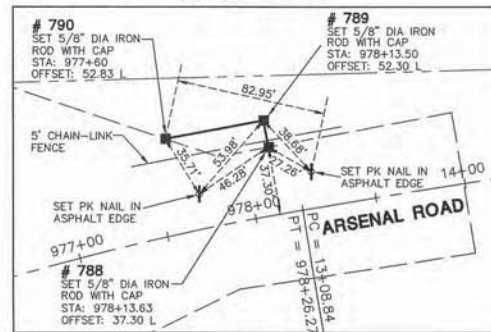 # 790
SET 5/8" DIA IRON
ROD WITH CAP
STA: 977+60
OFFSET: 52.83 L
# 789
SET 5/8" DIA IRON
ROD WITH CAP
STA: 978+13.50
OFFSET: 52.30 L
82.95'
5' CHAIN-LINK
FENCE
35.71'
53.98'
38.68'
46.28'
27.26'
37.30'
SET PK NAIL IN
ASPHALT EDGE
SET PK NAIL IN
ASPHALT EDGE
14+00
978+00
977+00
ARSENAL ROAD
PC = 13+08.84
PT = 978+26.2
# 788
SET 5/8" DIA IRON
ROD WITH CAP
STA: 978+13.63
OFFSET: 37.30 L